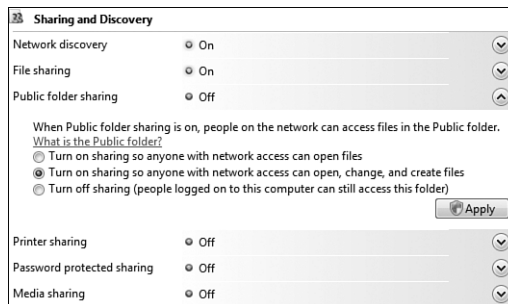 Sharing and Discovery
Network discovery On
File sharing On
Public folder sharing Off
When Public folder sharing is on, people on the network can access files in the Public folder.
What is the Public folder?
Turn on sharing so anyone with network access can open files
Turn on sharing so anyone with network access can open, change, and create files
Turn off sharing (people logged on to this computer can still access this folder)
Apply
Printer sharing Off
Password protected sharing Off
Media sharing Off